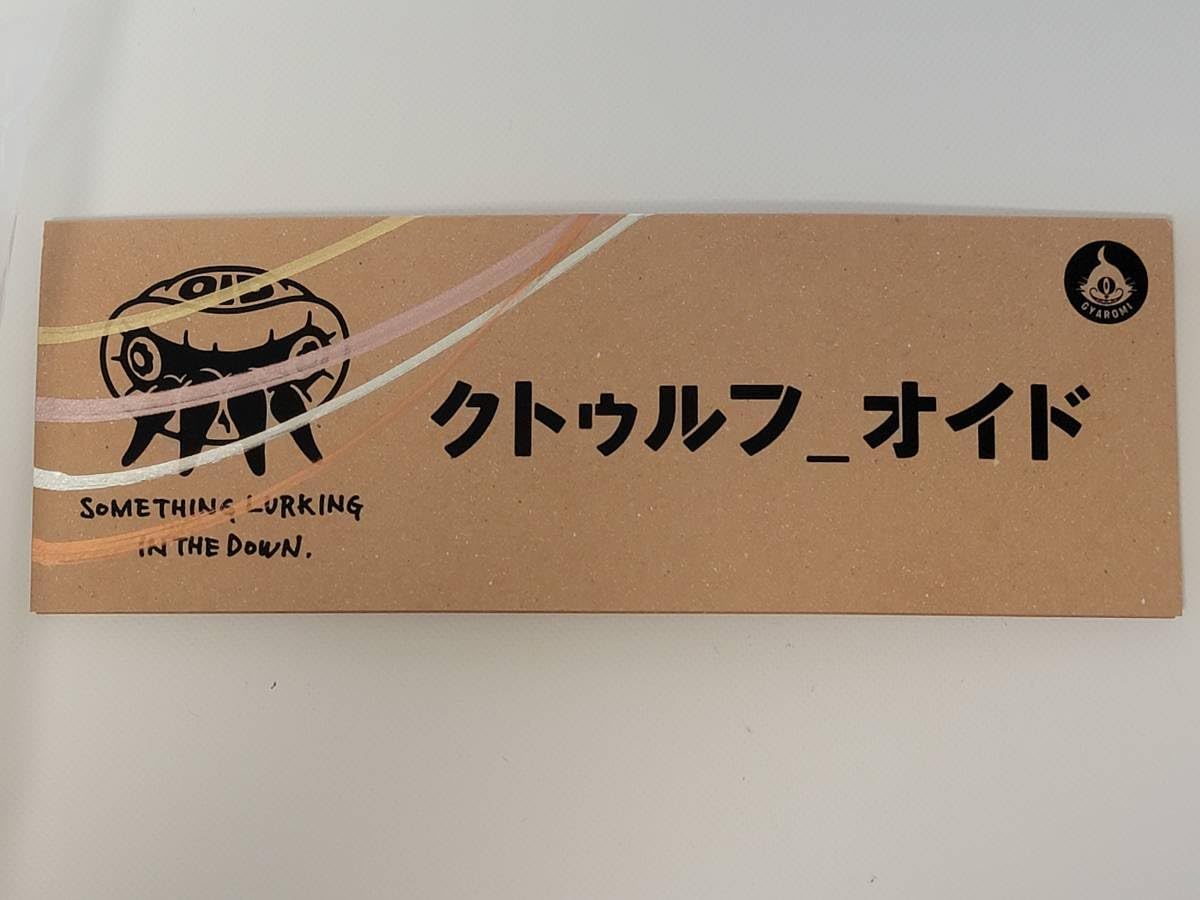 OID
SOMETHING LURKING
IN THE DOWN.
クトゥルフ_オイド
GYAROMI